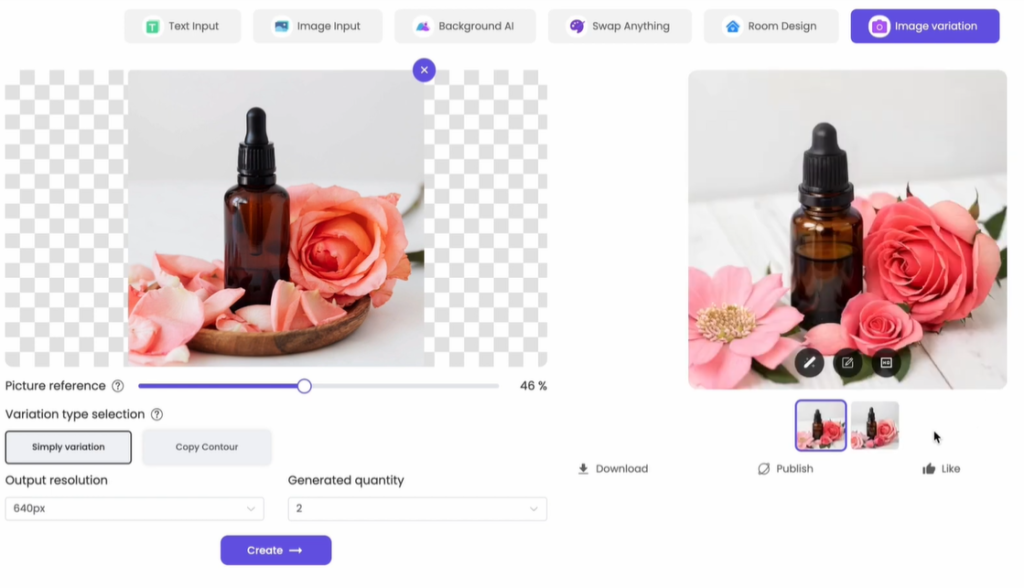 Text Input
Image Input
Background AI
Swap Anything
Room Design
Image variation
Picture reference ?
46 %
Variation type selection ?
Simply variation
Copy Contour
Output resolution
Generated quantity
640px
2
Create →
HD
Download
Publish
Like